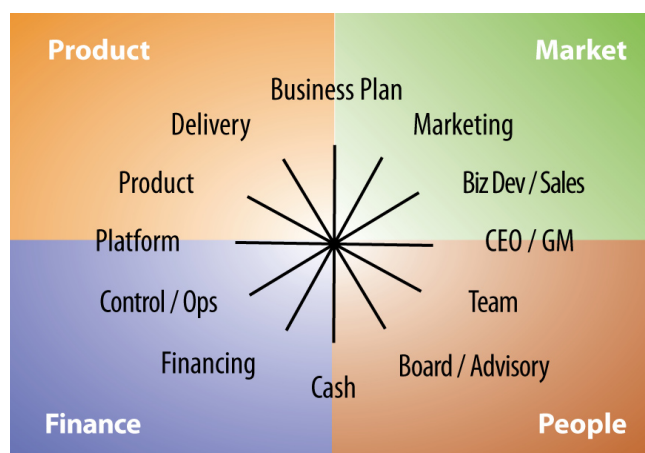 Product
Market
Business Plan
Delivery
Marketing
Product
Biz Dev / Sales
Platform
CEO / GM
Control / Ops
Team
Financing
Board / Advisory
Cash
Finance
People